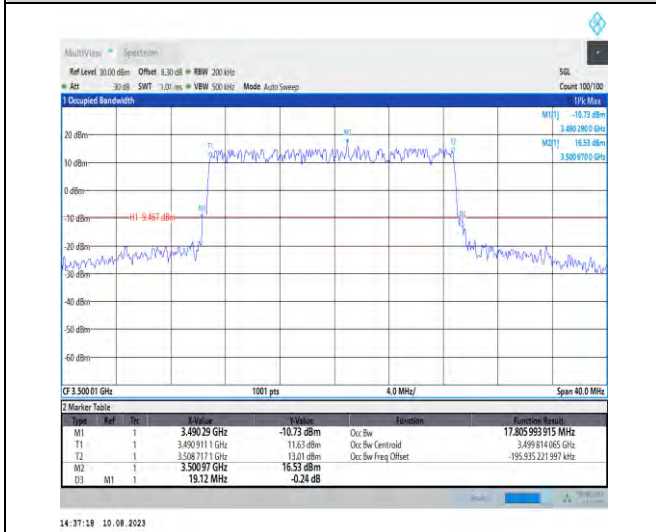 MultiView Spectrum
Ref Level 30.00 dBm Offset 8.30 dB RBW 200 kHz SGL
Att 30 dB SWT 1.01 ms VBW 500 kHz Mode Auto Sweep Count 100/100
1 Occupied Bandwidth 1Pk Max
M1[1] -10.73 dBm
3.490 290 0 GHz
M2[1] 16.53 dBm
3.500 970 0 GHz
20 dBm
T1 M2 T2
10 dBm
0 dBm
-10 dBm H1 -9.467 dBm
-20 dBm
-30 dBm
-40 dBm
-50 dBm
-60 dBm
CF 3.500 01 GHz 1001 pts 4.0 MHz/ Span 40.0 MHz
2 Marker Table
Type Ref Trc X-Value Y-Value Function Function Result
M1 1 3.490 29 GHz -10.73 dBm Occ Bw 17.805 993 915 MHz
T1 1 3.490 911 1 GHz 11.63 dBm Occ Bw Centroid 3.499 814 065 GHz
T2 1 3.508 717 1 GHz 13.01 dBm Occ Bw Freq Offset -195.935 221 997 kHz
M2 1 3.500 97 GHz 16.53 dBm
D3 M1 1 19.12 MHz -0.24 dB
14:37:18 10.08.2023